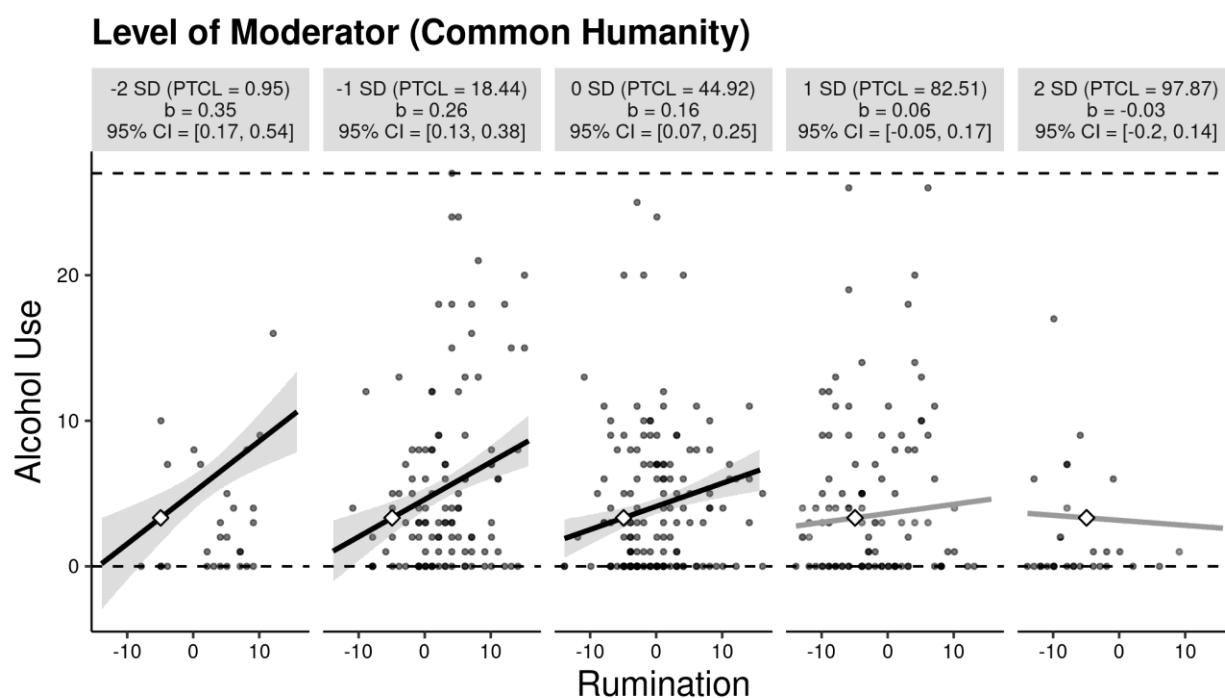 Level of Moderator (Common Humanity)
-2 SD (PTCL = 0.95)
b = 0.35
95% CI = [0.17, 0.54]
-1 SD (PTCL = 18.44)
b = 0.26
95% CI = [0.13, 0.38]
0 SD (PTCL = 44.92)
b = 0.16
95% CI = [0.07, 0.25]
1 SD (PTCL = 82.51)
b = 0.06
95% CI = [-0.05, 0.17]
2 SD (PTCL = 97.87)
b = -0.03
95% CI = [-0.2, 0.14]
Alcohol Use
20
10
0
-10 0 10 -10 0 10 -10 0 10 -10 0 10 -10 0 10
Rumination